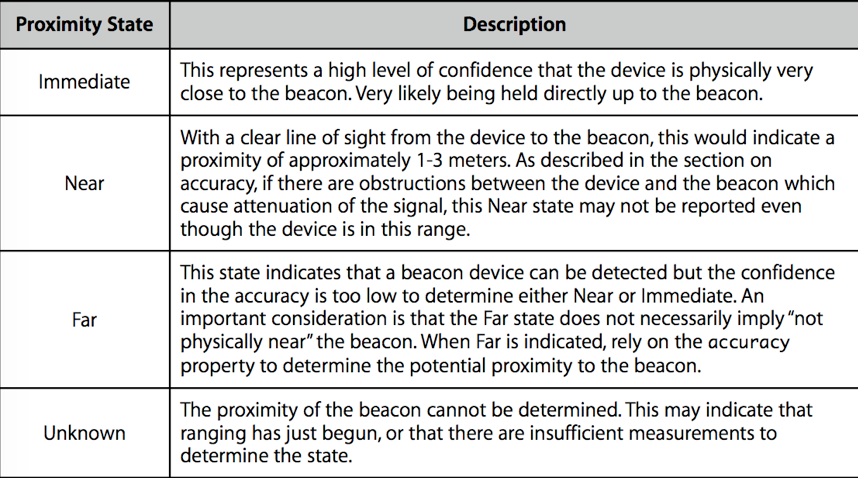 Proximity State
Description
Immediate
This represents a high level of confidence that the device is physically very
close to the beacon. Very likely being held directly up to the beacon.
Near
With a clear line of sight from the device to the beacon, this would indicate a
proximity of approximately 1-3 meters. As described in the section on
accuracy, if there are obstructions between the device and the beacon which
cause attenuation of the signal, this Near state may not be reported even
though the device is in this range.
Far
This state indicates that a beacon device can be detected but the confidence
in the accuracy is too low to determine either Near or Immediate. An
important consideration is that the Far state does not necessarily imply “not
physically near” the beacon. When Far is indicated, rely on the accuracy
property to determine the potential proximity to the beacon.
Unknown
The proximity of the beacon cannot be determined. This may indicate that
ranging has just begun, or that there are insufficient measurements to
determine the state.